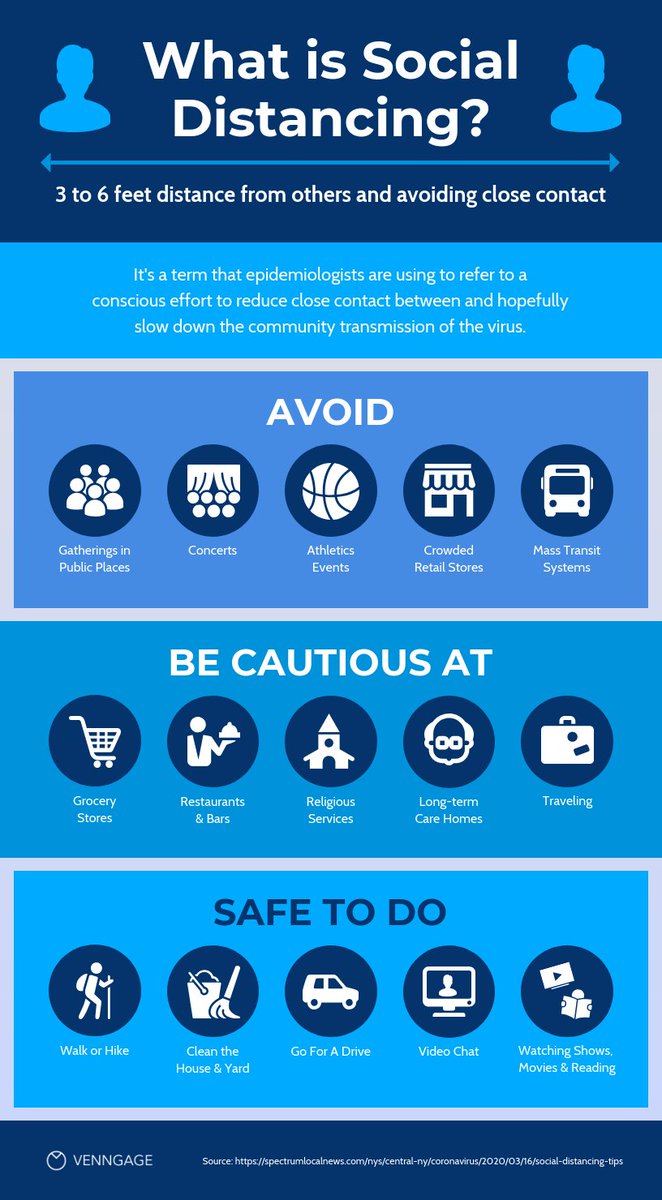 What is Social
Distancing?
3 to 6 feet distance from others and avoiding close contact
It's a term that epidemiologists are using to refer to a
conscious effort to reduce close contact between and hopefully
slow down the community transmission of the virus.
AVOID
Gatherings in
Public Places
Concerts
Athletics
Events
Crowded
Retail Stores
Mass Transit
Systems
BE CAUTIOUS AT
Grocery
Stores
Restaurants
& Bars
Religious
Services
Long-term
Care Homes
Traveling
SAFE TO DO
Walk or Hike
Clean the
House & Yard
Go For A Drive
Video Chat
Watching Shows,
Movies & Reading
VENNGAGE
Source: https://spectrumlocalnews.com/nys/central-ny/coronavirus/2020/03/16/social-distancing-tips